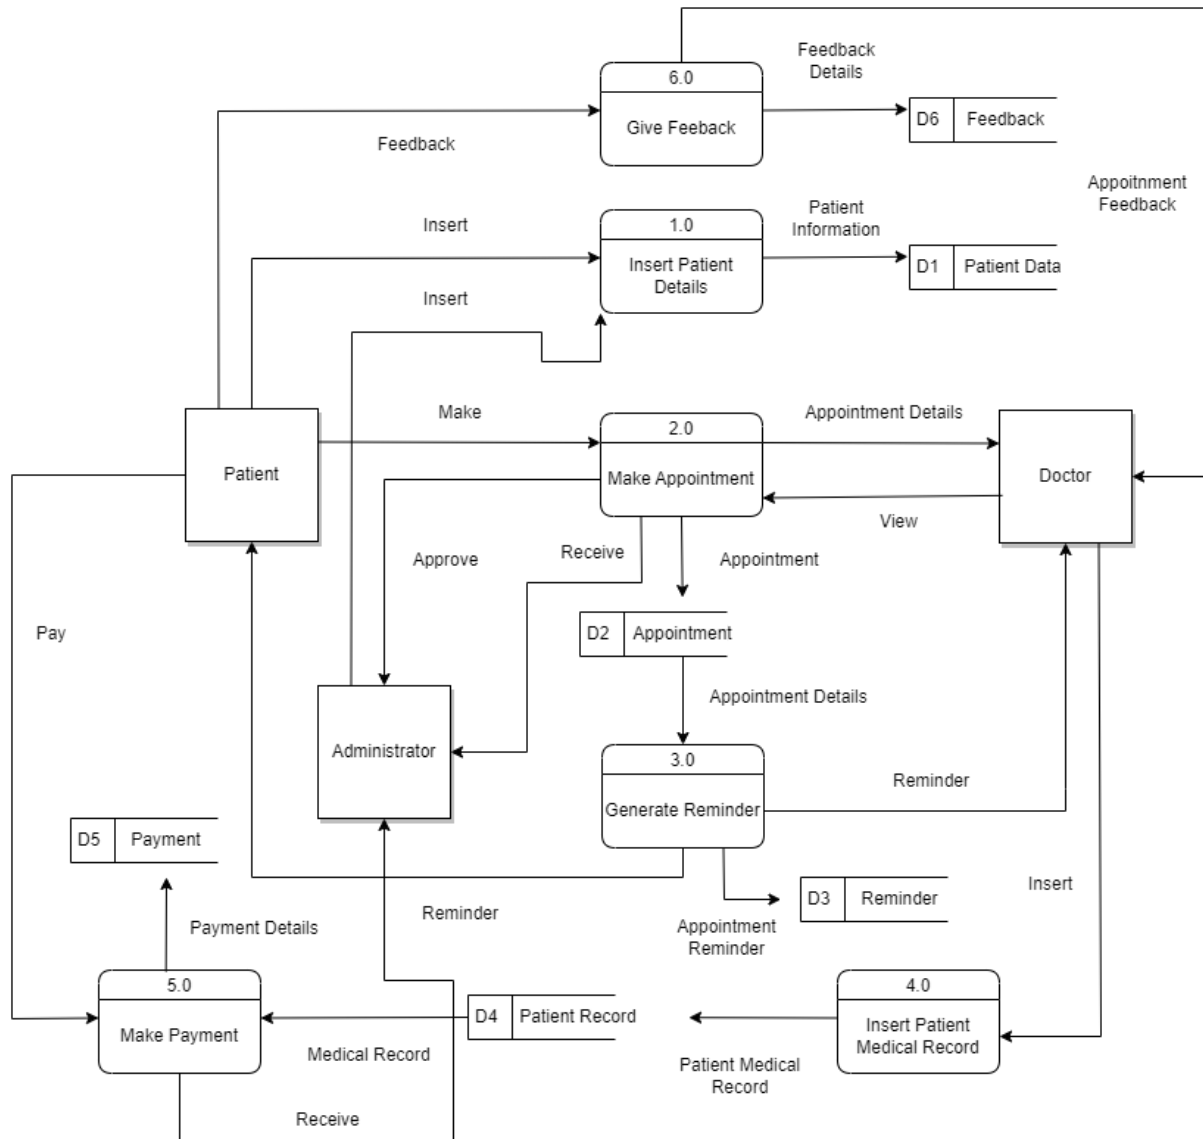 6.0
Give Feeback
Feedback
Details
D6 Feedback
Feedback
Appoitnment
Feedback
Insert
1.0
Insert Patient
Details
Patient
Information
D1 Patient Data
Insert
Patient
Make
2.0
Make Appointment
Appointment Details
Doctor
View
Approve
Receive
Appointment
Pay
D2 Appointment
Appointment Details
Administrator
3.0
Generate Reminder
Reminder
D5 Payment
Payment Details
Reminder
Appointment
Reminder
D3 Reminder
Insert
5.0
Make Payment
Medical Record
D4 Patient Record
Patient Medical
Record
4.0
Insert Patient
Medical Record
Receive